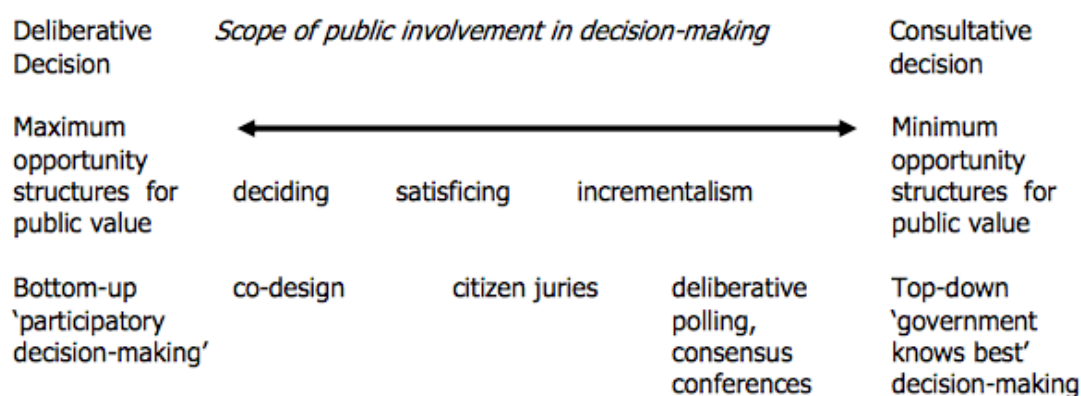 Deliberative Scope of public involvement in decision-making Consultative
Decision decision
Maximum Minimum
opportunity opportunity
structures for deciding satisficing incrementalism structures for
public value public value
Bottom-up co-design citizen juries deliberative Top-down
‘participatory polling, ‘government
decision-making’ consensus knows best’
conferences decision-making